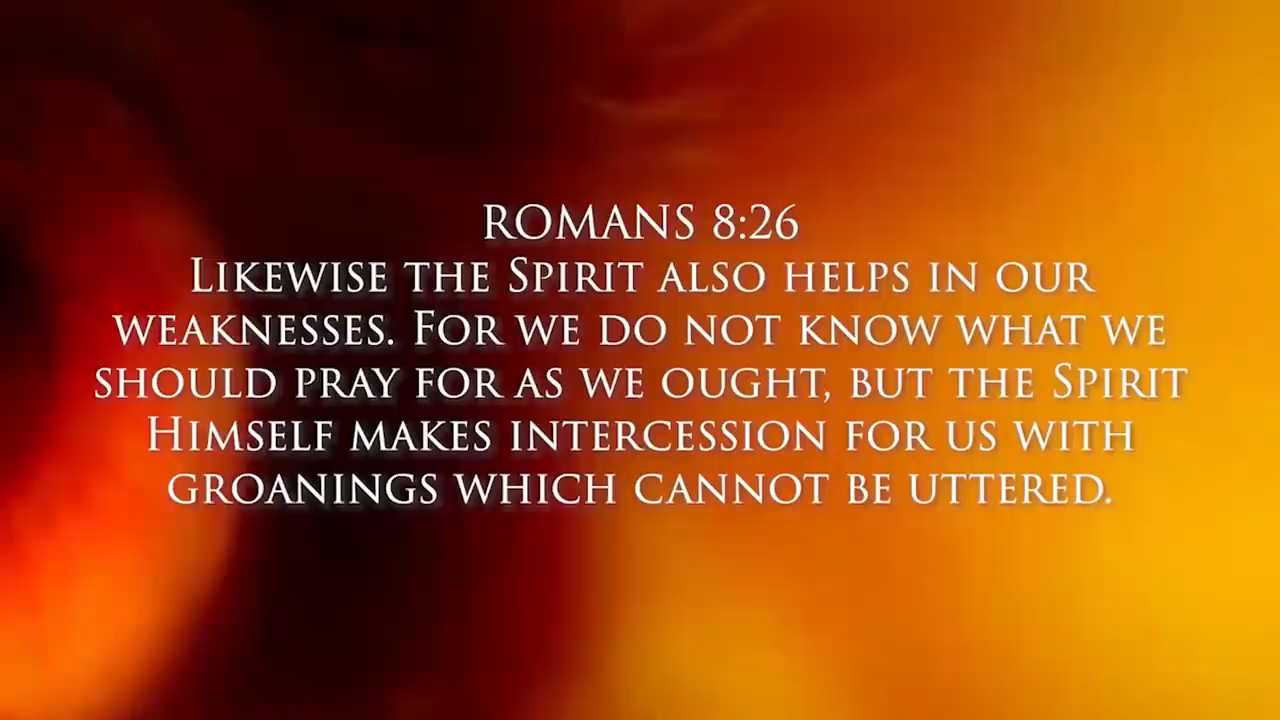 ROMANS 8:26
Likewise the Spirit also helps in our
weaknesses. For we do not know what we
should pray for as we ought, but the Spirit
Himself makes intercession for us with
groanings which cannot be uttered.